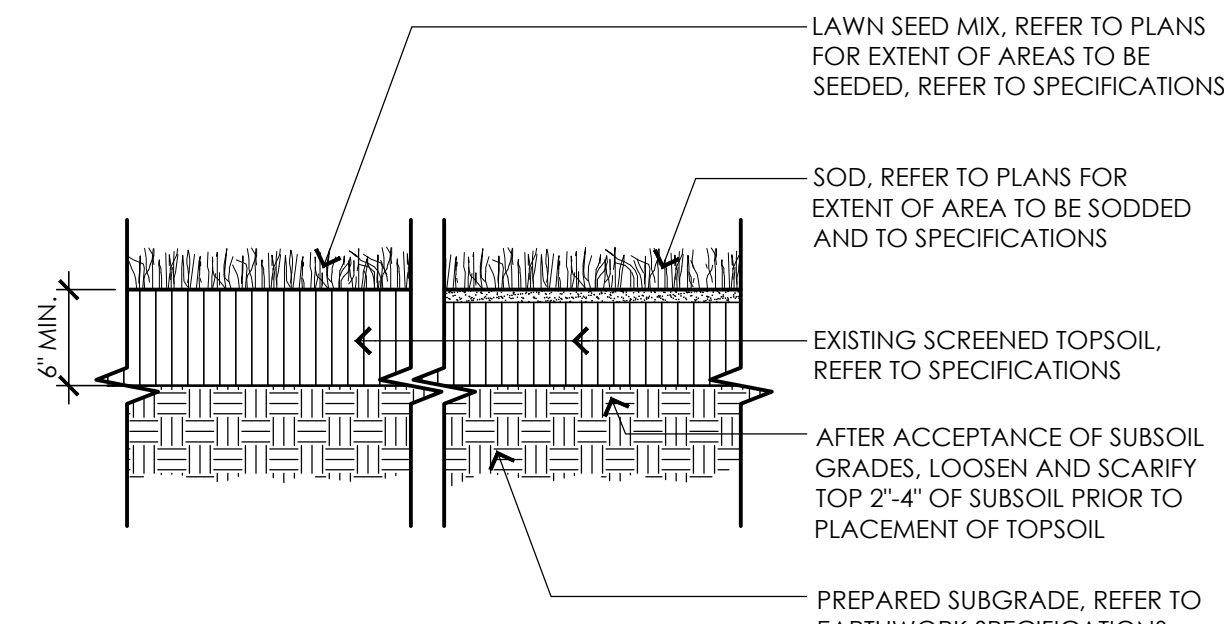 LAWN SEED MIX, REFER TO PLANS
FOR EXTENT OF AREAS TO BE
SEEDED, REFER TO SPECIFICATIONS
SOD, REFER TO PLANS FOR
EXTENT OF AREA TO BE SODDED
AND TO SPECIFICATIONS
6" MIN.
EXISTING SCREENED TOPSOIL,
REFER TO SPECIFICATIONS
AFTER ACCEPTANCE OF SUBSOIL
GRADES, LOOSEN AND SCARIFY
TOP 2"-4" OF SUBSOIL PRIOR TO
PLACEMENT OF TOPSOIL
PREPARED SUBGRADE, REFER TO
EARTHWORK SPECIFICATIONS